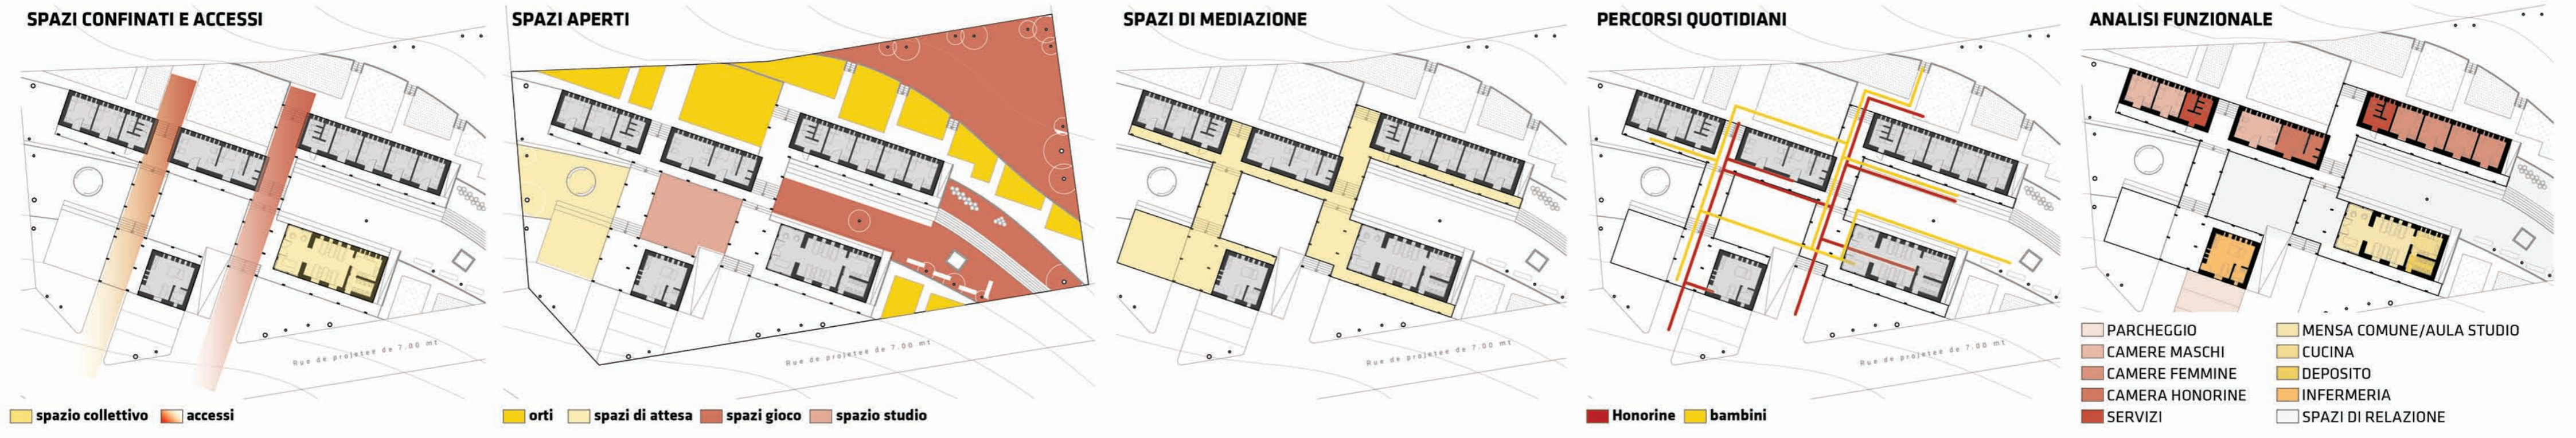 SPAZI CONFINATI E ACCESSI
Rue de projetee de 7.00 mt
spazio collettivo
accessi
SPAZI APERTI
Rue de projetee de 7.00 mt
orti
spazi di attesa
spazi gioco
spazio studio
SPAZI DI MEDIAZIONE
Rue de projetee de 7.00 mt
PERCORSI QUOTIDIANI
Rue de projetee de 7.00 mt
Honorine
bambini
ANALISI FUNZIONALE
PARCHEGGIO
CAMERE MASCHI
CAMERE FEMMINE
CAMERA HONORINE
SERVIZI
MENSA COMUNE/AULA STUDIO
CUCINA
DEPOSITO
INFERMERIA
SPAZI DI RELAZIONE